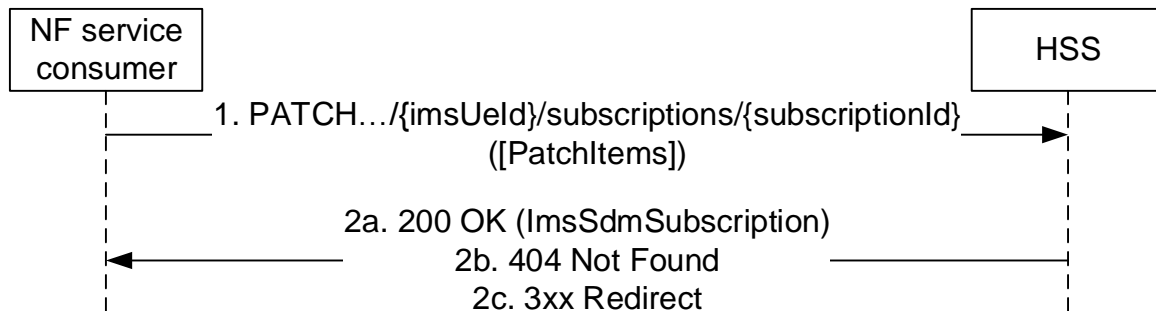 NF service
consumer
HSS
1. PATCH…/{imsUeId}/subscriptions/{subscriptionId}
([PatchItems])
2a. 200 OK (ImsSdmSubscription)
2b. 404 Not Found
2c. 3xx Redirect